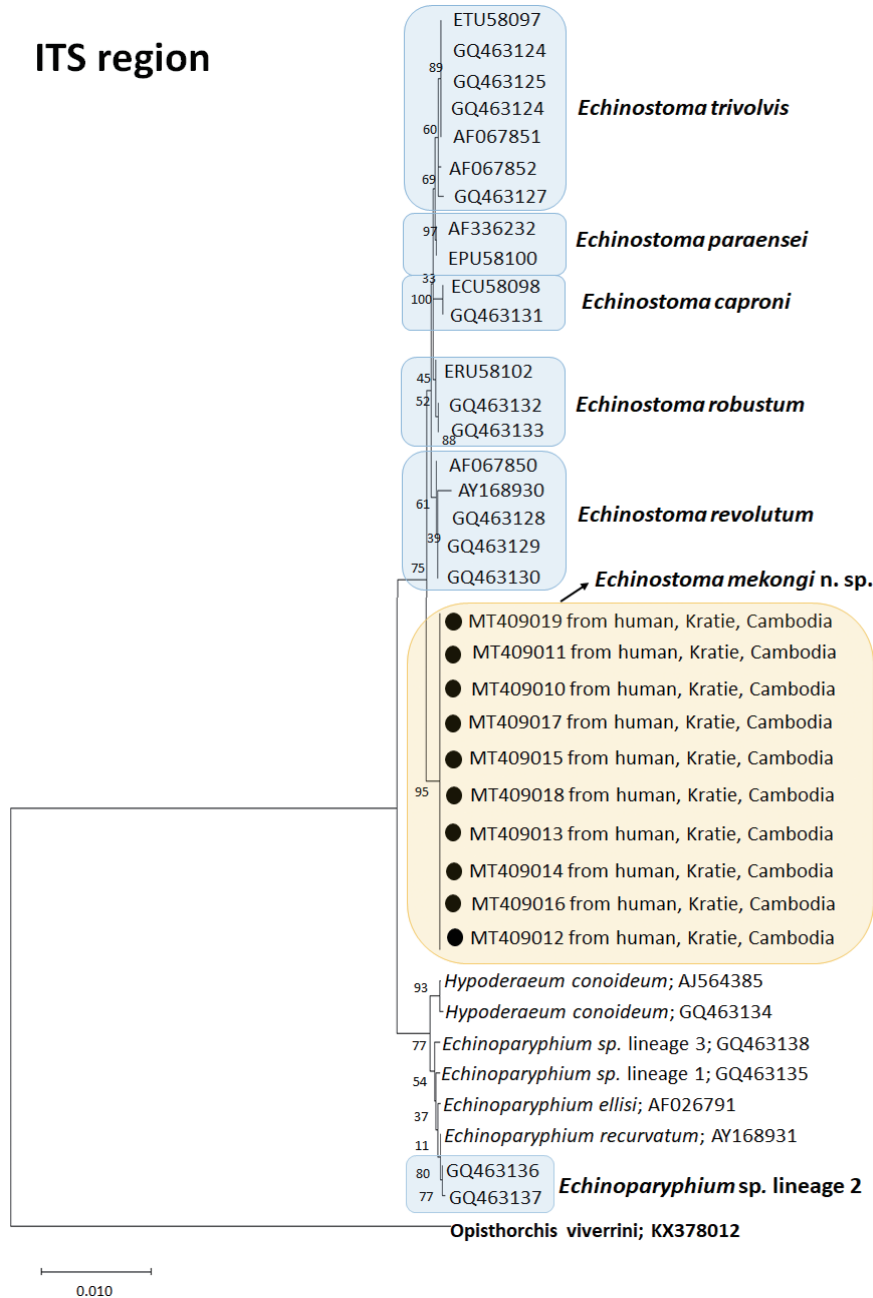 ITS region
ETU58097
GQ463124
89
GQ463125
GQ463124
Echinostoma trivolvis
60
AF067851
AF067852
69
GQ463127
AF336232
97
Echinostoma paraensei
EPU58100
33
ECU58098
100
Echinostoma caproni
GQ463131
ERU58102
45
52
GQ463132
Echinostoma robustum
GQ463133
88
AF067850
AY168930
61
GQ463128
Echinostoma revolutum
39
GQ463129
75
GQ463130
Echinostoma mekongi n. sp.
MT409019 from human, Kratie, Cambodia
MT409011 from human, Kratie, Cambodia
MT409010 from human, Kratie, Cambodia
MT409017 from human, Kratie, Cambodia
MT409015 from human, Kratie, Cambodia
95
MT409018 from human, Kratie, Cambodia
MT409013 from human, Kratie, Cambodia
MT409014 from human, Kratie, Cambodia
MT409016 from human, Kratie, Cambodia
MT409012 from human, Kratie, Cambodia
93
Hypoderaeum conoideum; AJ564385
Hypoderaeum conoideum; GQ463134
77
Echinoparyphium sp. lineage 3; GQ463138
54
Echinoparyphium sp. lineage 1; GQ463135
37
Echinoparyphium ellisi; AF026791
11
Echinoparyphium recurvatum; AY168931
80
GQ463136
Echinoparyphium sp. lineage 2
77
GQ463137
Opisthorchis viverrini; KX378012
0.010